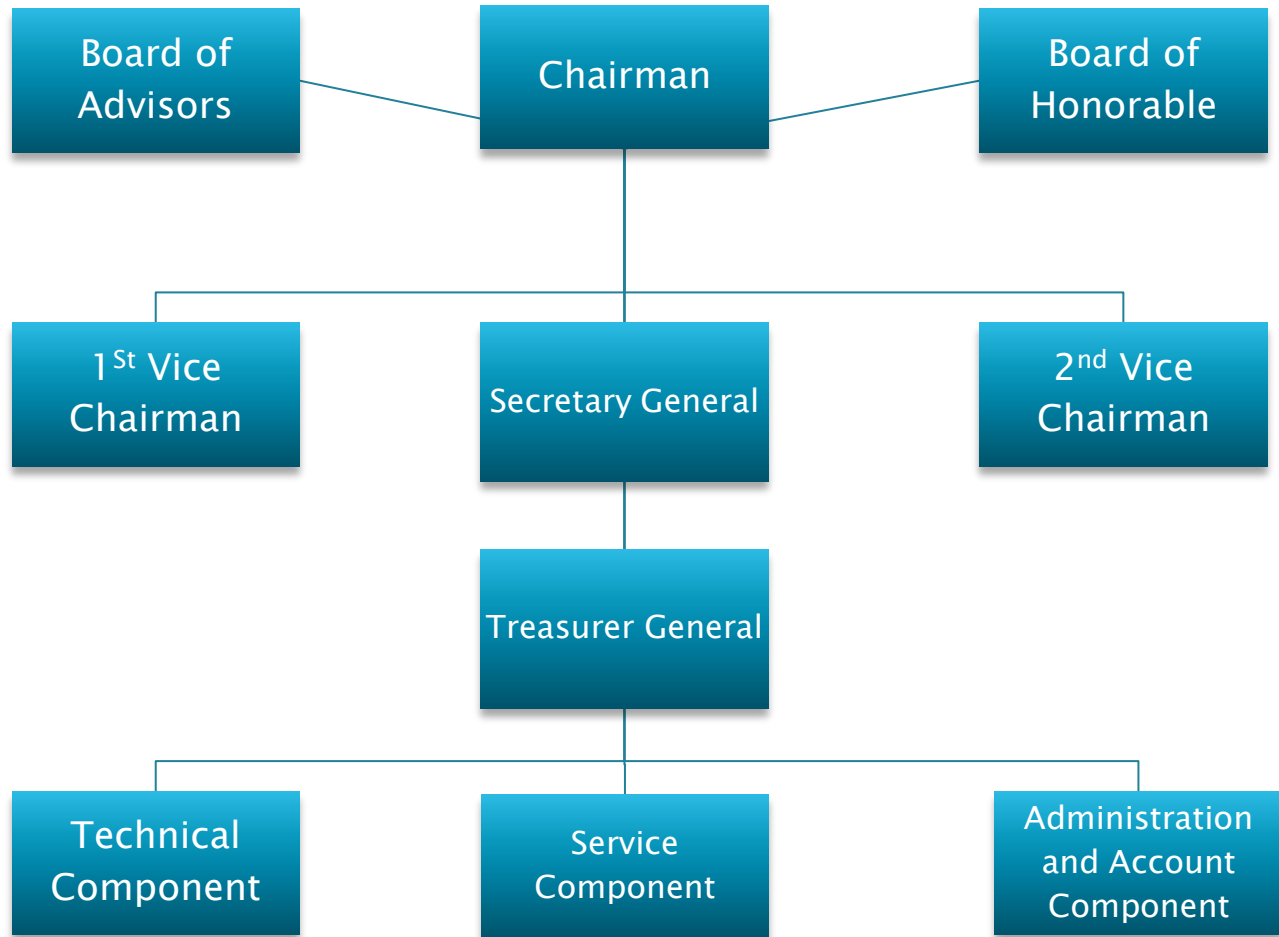 Board of
Advisors
Chairman
Board of
Honorable
1St Vice
Chairman
Secretary General
2nd Vice
Chairman
Treasurer General
Technical
Component
Service
Component
Administration
and Account
Component